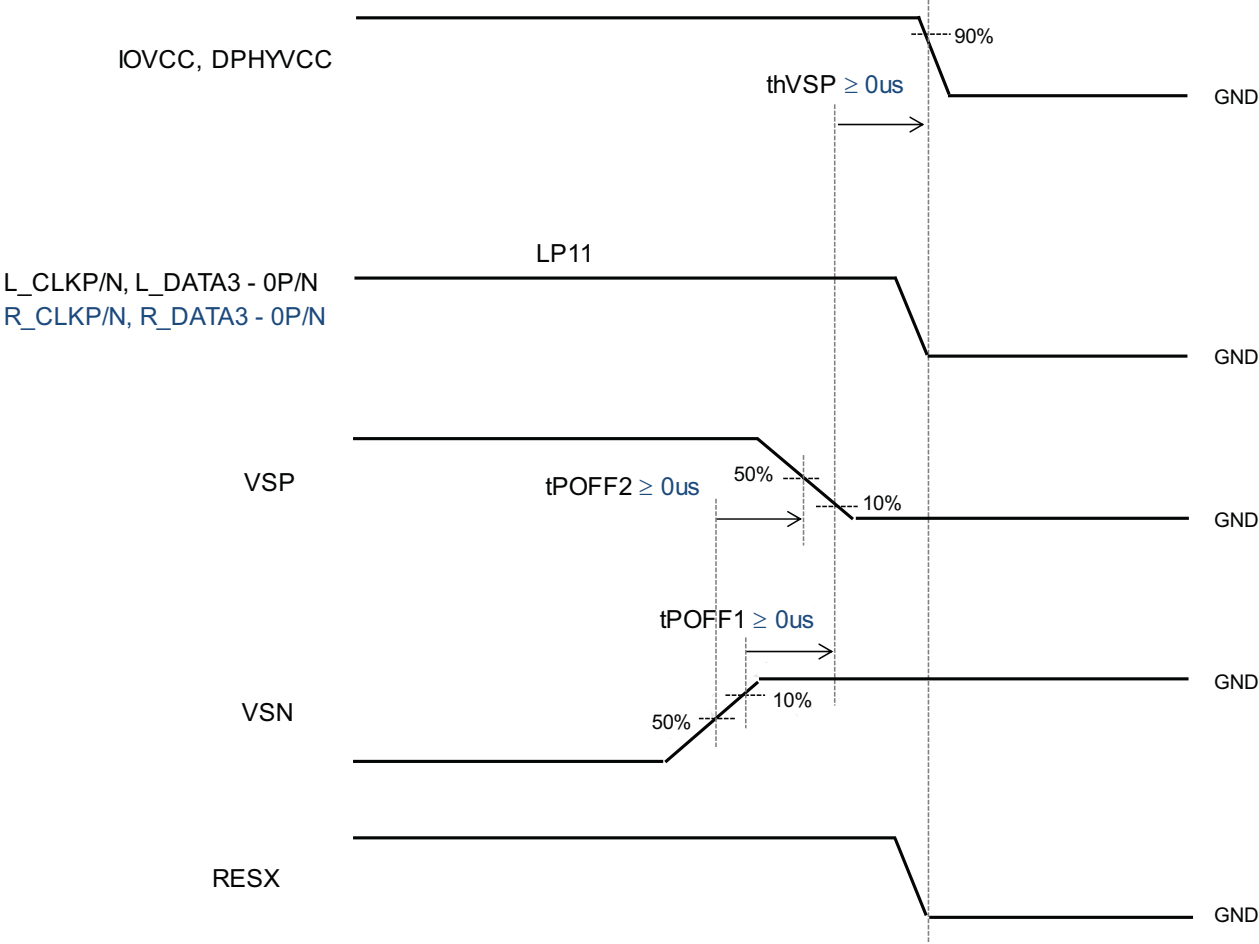 90%
IOVCC, DPHYVCC
thVSP ≥ 0us
GND
LP11
L_CLKP/N, L_DATA3 - 0P/N
R_CLKP/N, R_DATA3 - 0P/N
GND
VSP
50%
tPOFF2 ≥ 0us
10%
GND
tPOFF1 ≥ 0us
GND
VSN
10%
50%
RESX
GND